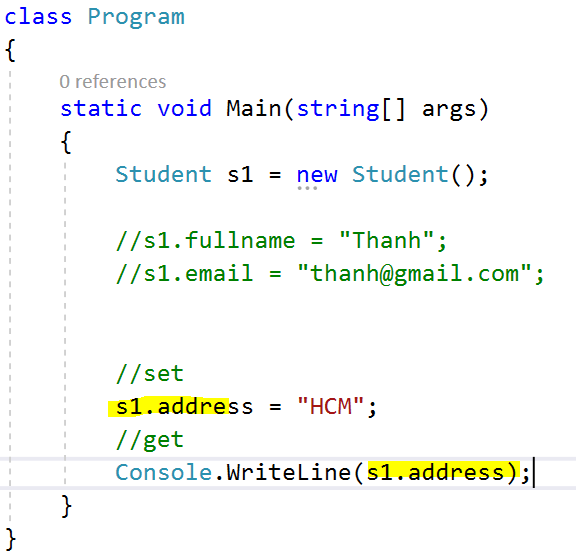 class Program
{
0 references
static void Main(string[] args)
{
Student s1 = new Student();
//s1.fullname = "Thanh";
//s1.email = "thanh@gmail.com";
//set
s1.address = "HCM";
//get
Console.WriteLine(s1.address);
}
}